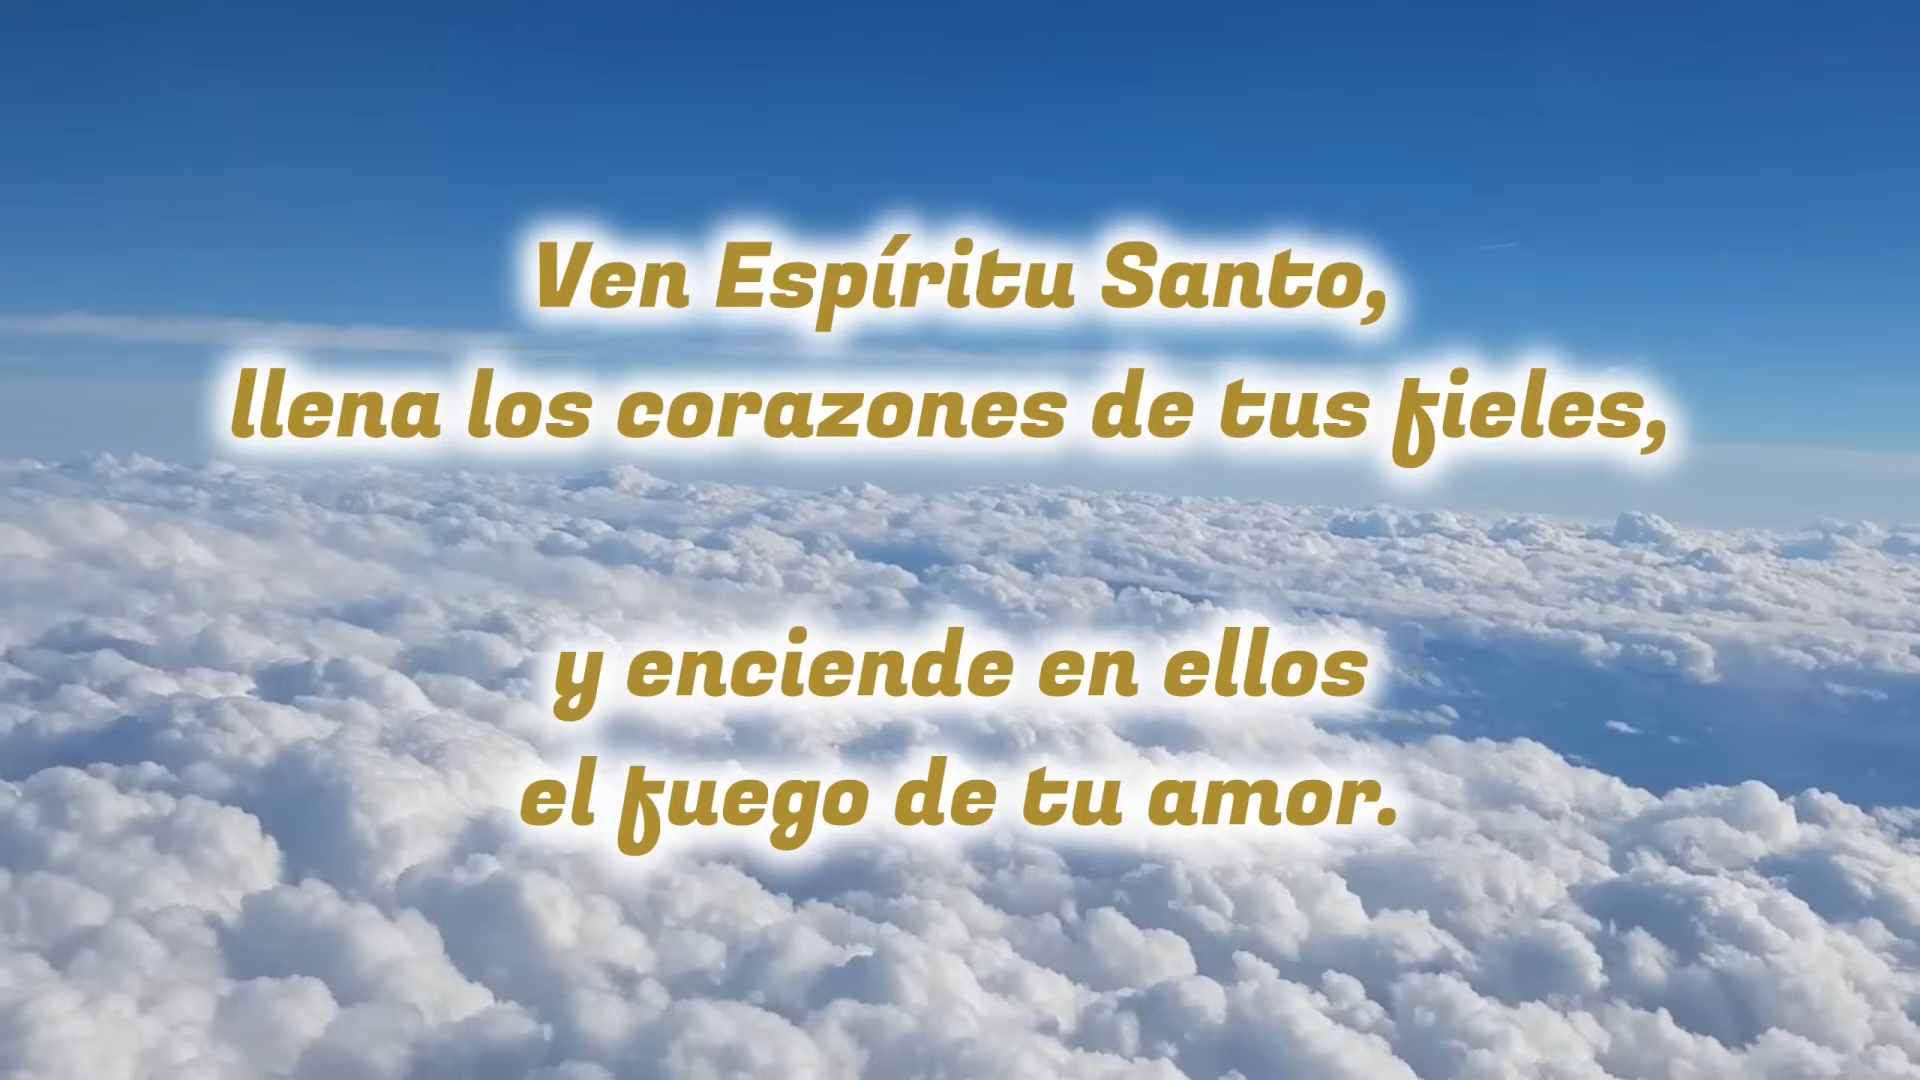 Ven Espíritu Santo,
llena los corazones de tus fieles,
y enciende en ellos
el fuego de tu amor.